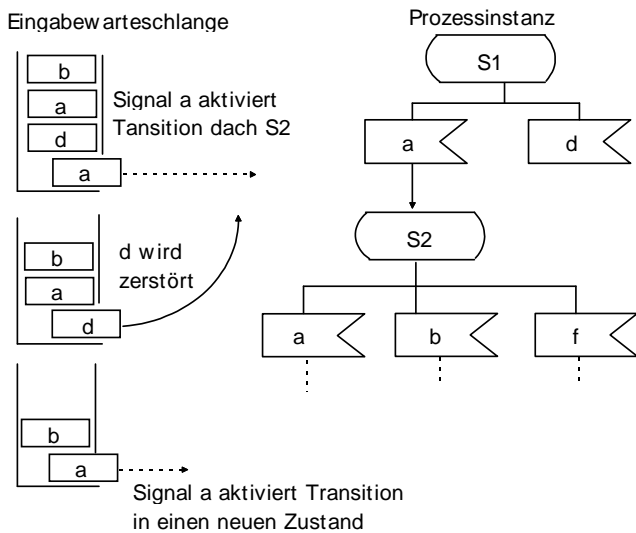 Eingabewarteschlange
Prozessinstanz
b
a
d
a
Signal a aktiviert
Tansition dach S2
S1
a
d
S2
b
a
d
d wird
zerstört
a
b
f
b
a
Signal a aktiviert Transition
in einen neuen Zustand